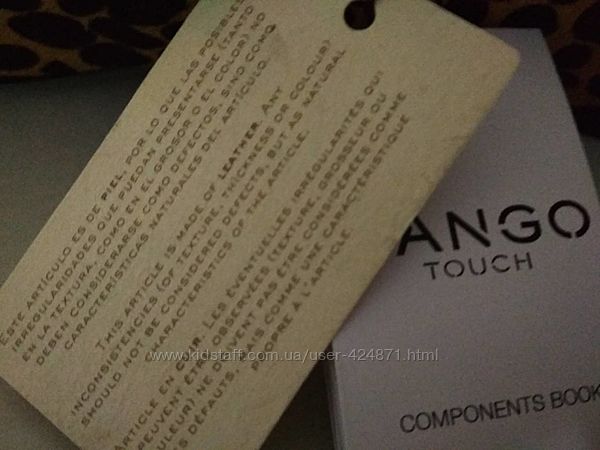 ESTE ARTÍCULO ES DE PIEL, POR LO QUE LAS POSIBLES
IRREGULARIDADES QUE PUEDAN PRESENTARSE (TANTO
EN LA TEXTURA, COMO EN EL GROSOR O EL COLOR) NO
DEBEN CONSIDERARSE COMO DEFECTOS, SINO COMO
CARACTERÍSTICAS NATURALES DEL ARTÍCULO.
THIS ARTICLE IS MADE OF LEATHER. ANY
INCONSISTENCIES (OF TEXTURE, THICKNESS OR COLOUR)
SHOULD NOT BE CONSIDERED DEFECTS, BUT AS NATURAL
CHARACTERISTICS OF THE ARTICLE.
ARTICLE EN CUIR. LES ÉVENTUELLES IRRÉGULARITÉS QUI
PEUVENT ÊTRE OBSERVÉES (TEXTURE, GROSSEUR OU
ULEUR) NE DOIVENT PAS ÊTRE CONSIDÉRÉES COMME
S DÉFAUTS, MAIS COMME UNE CARACTÉRISTIQUE
PROPRE À L'ARTICLE
ANGO
TOUCH
COMPONENTS BOOK
www.kidstaff.com.ua/user-424871.html